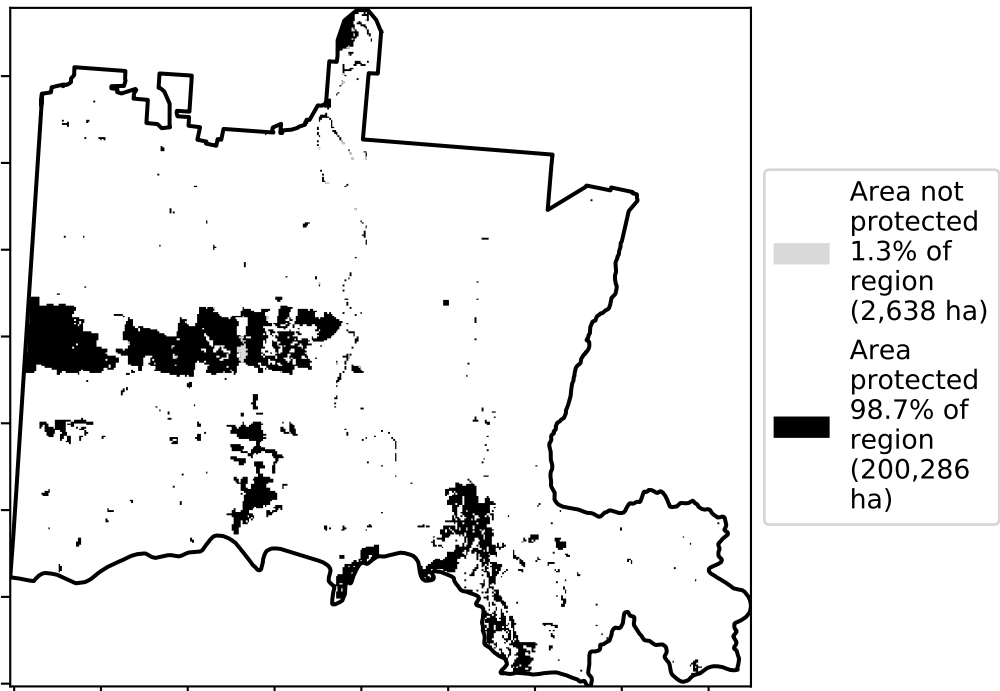 Area not
protected
1.3% of
region
(2,638 ha)
Area
protected
98.7% of
region
(200,286
ha)